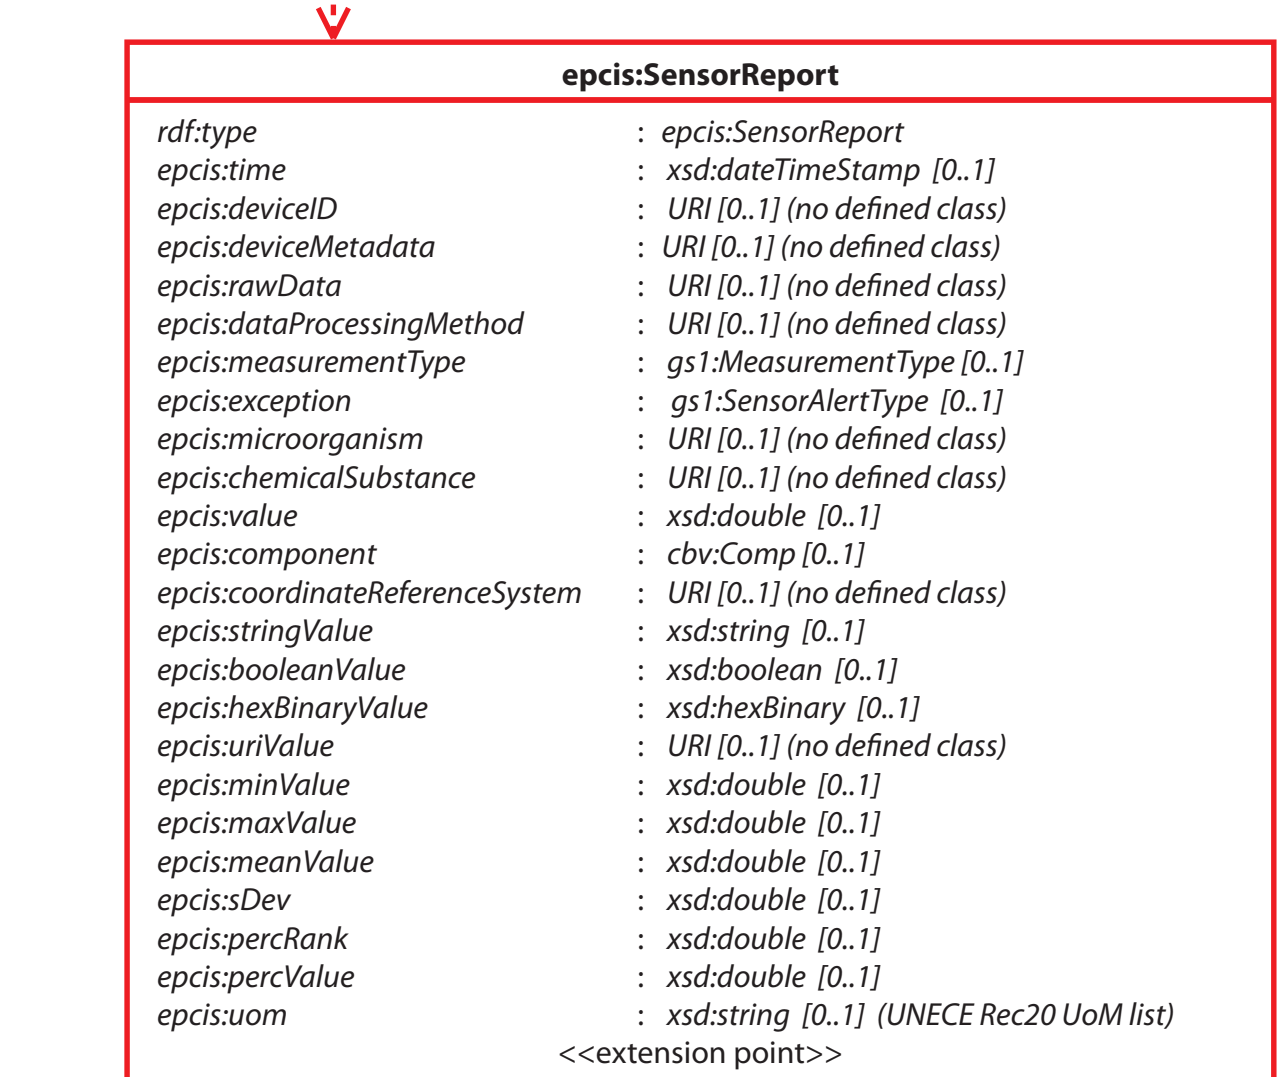 epcis:SensorReport
rdf:type : epcis:SensorReport
epcis:time : xsd:dateTimeStamp [0..1]
epcis:deviceID : URI [0..1] (no defined class)
epcis:deviceMetadata : URI [0..1] (no defined class)
epcis:rawData : URI [0..1] (no defined class)
epcis:dataProcessingMethod : URI [0..1] (no defined class)
epcis:measurementType : gs1:MeasurementType [0..1]
epcis:exception : gs1:SensorAlertType [0..1]
epcis:microorganism : URI [0..1] (no defined class)
epcis:chemicalSubstance : URI [0..1] (no defined class)
epcis:value : xsd:double [0..1]
epcis:component : cbv:Comp [0..1]
epcis:coordinateReferenceSystem : URI [0..1] (no defined class)
epcis:stringValue : xsd:string [0..1]
epcis:booleanValue : xsd:boolean [0..1]
epcis:hexBinaryValue : xsd:hexBinary [0..1]
epcis:uriValue : URI [0..1] (no defined class)
epcis:minValue : xsd:double [0..1]
epcis:maxValue : xsd:double [0..1]
epcis:meanValue : xsd:double [0..1]
epcis:sDev : xsd:double [0..1]
epcis:percRank : xsd:double [0..1]
epcis:percValue : xsd:double [0..1]
epcis:uom : xsd:string [0..1] (UNECE Rec20 UoM list)
<<extension point>>